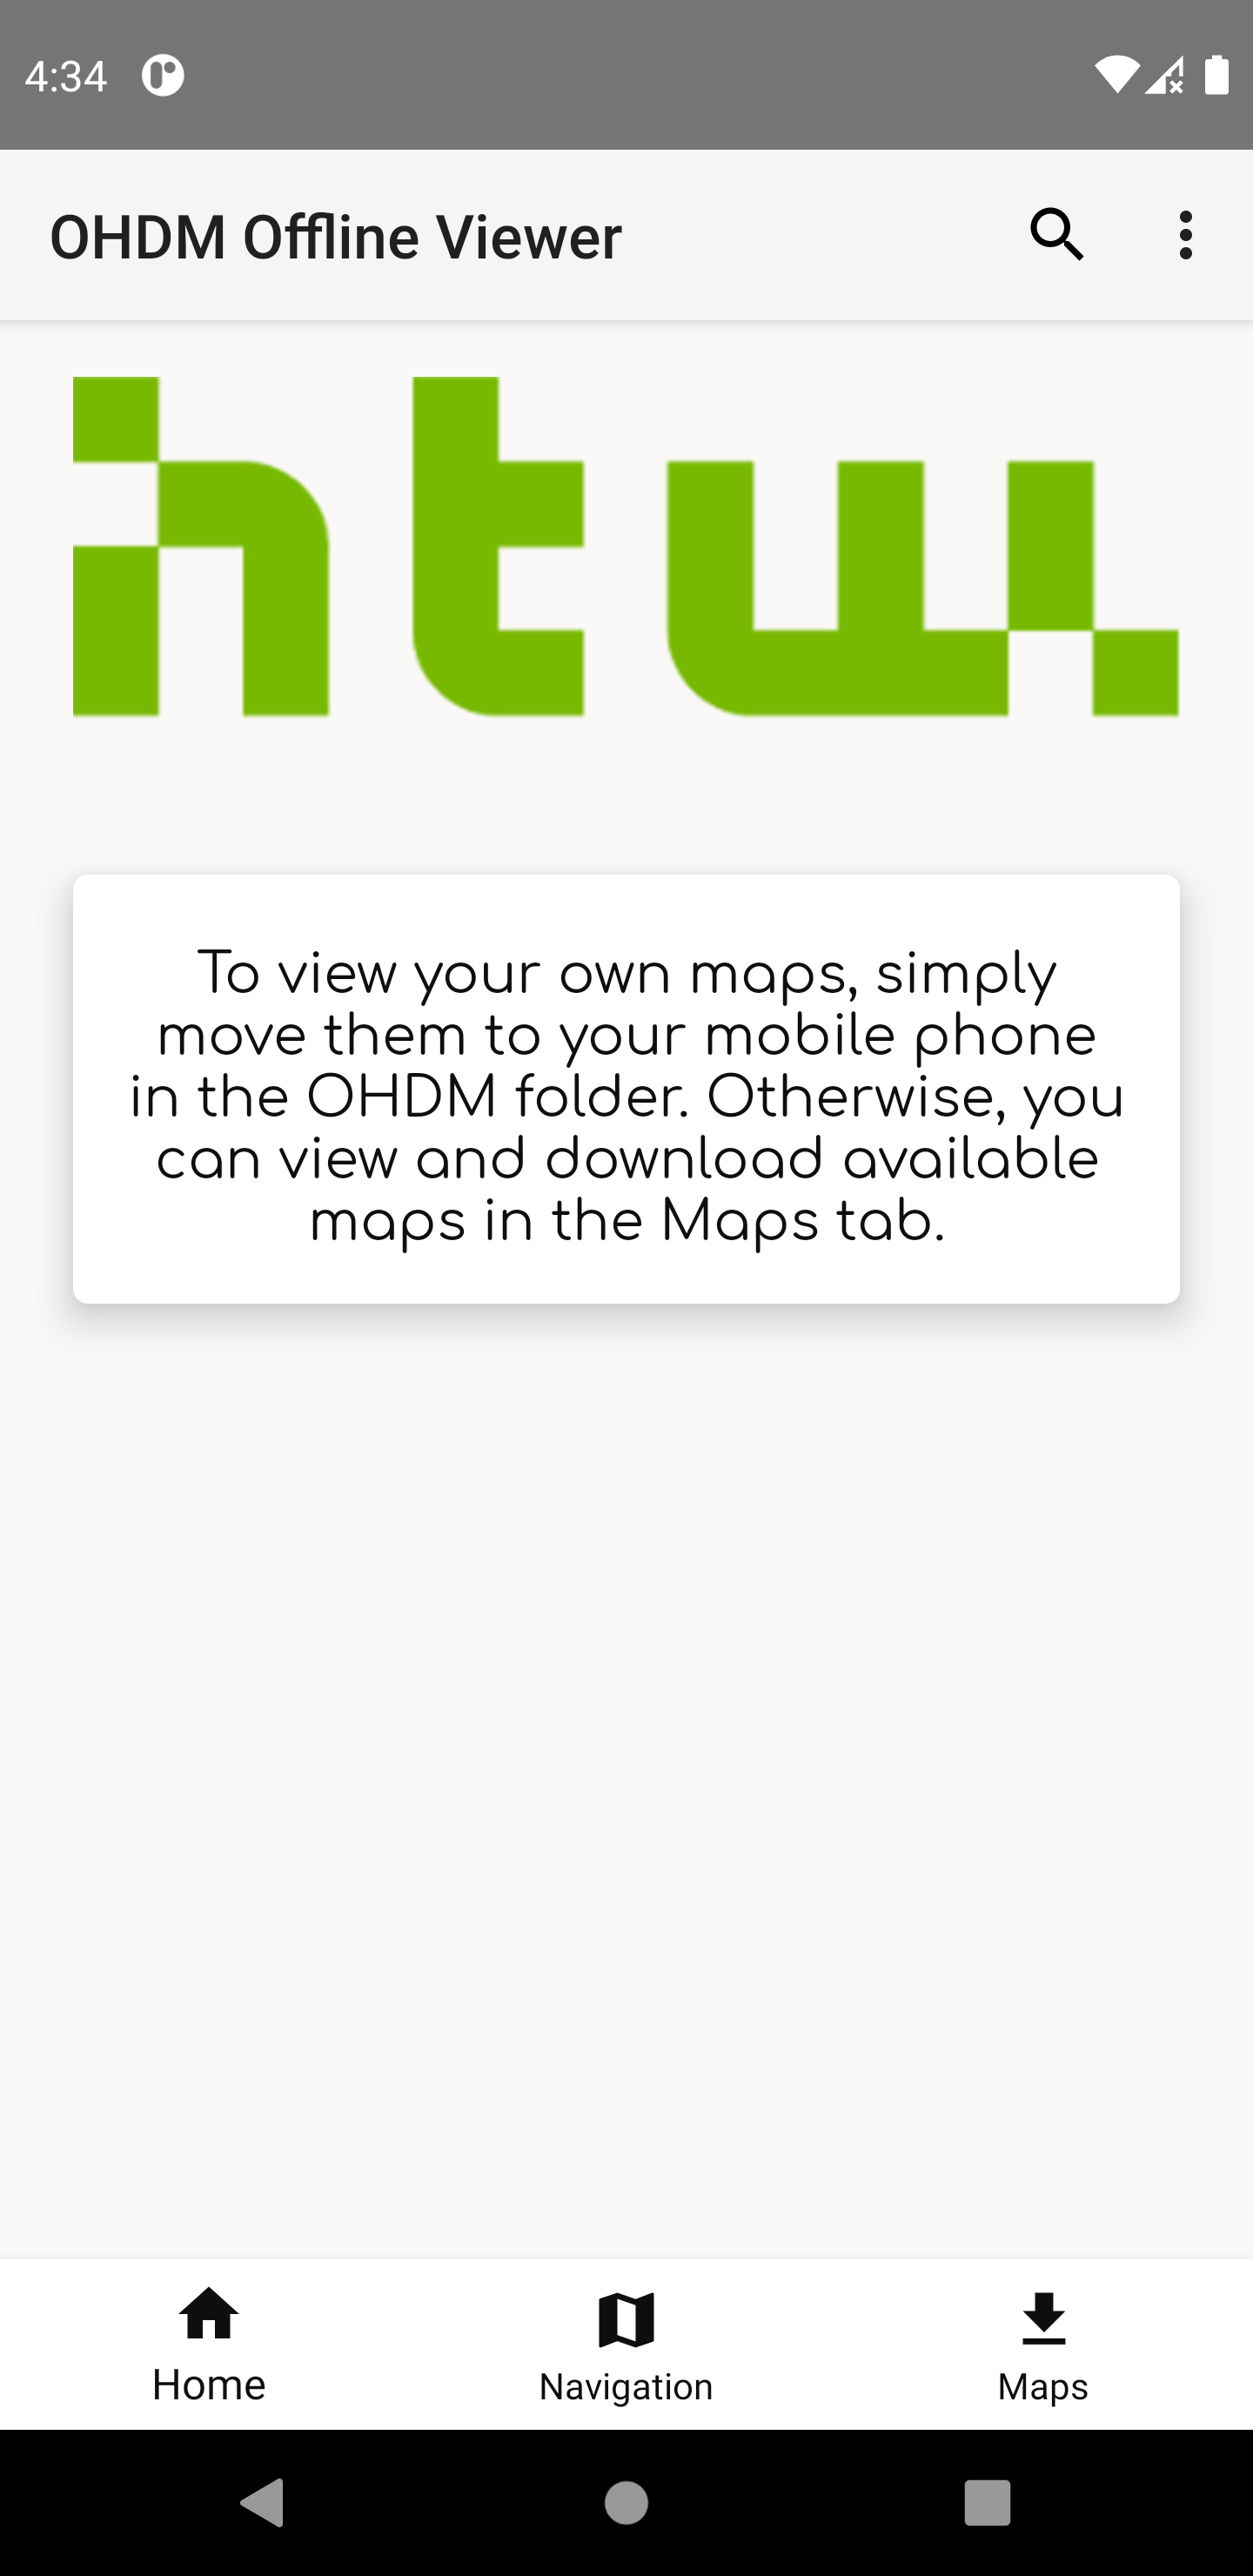 4:34
OHDM Offline Viewer
htw
To view your own maps, simply
move them to your mobile phone
in the OHDM folder. Otherwise, you
can view and download available
maps in the Maps tab.
Home
Navigation
Maps